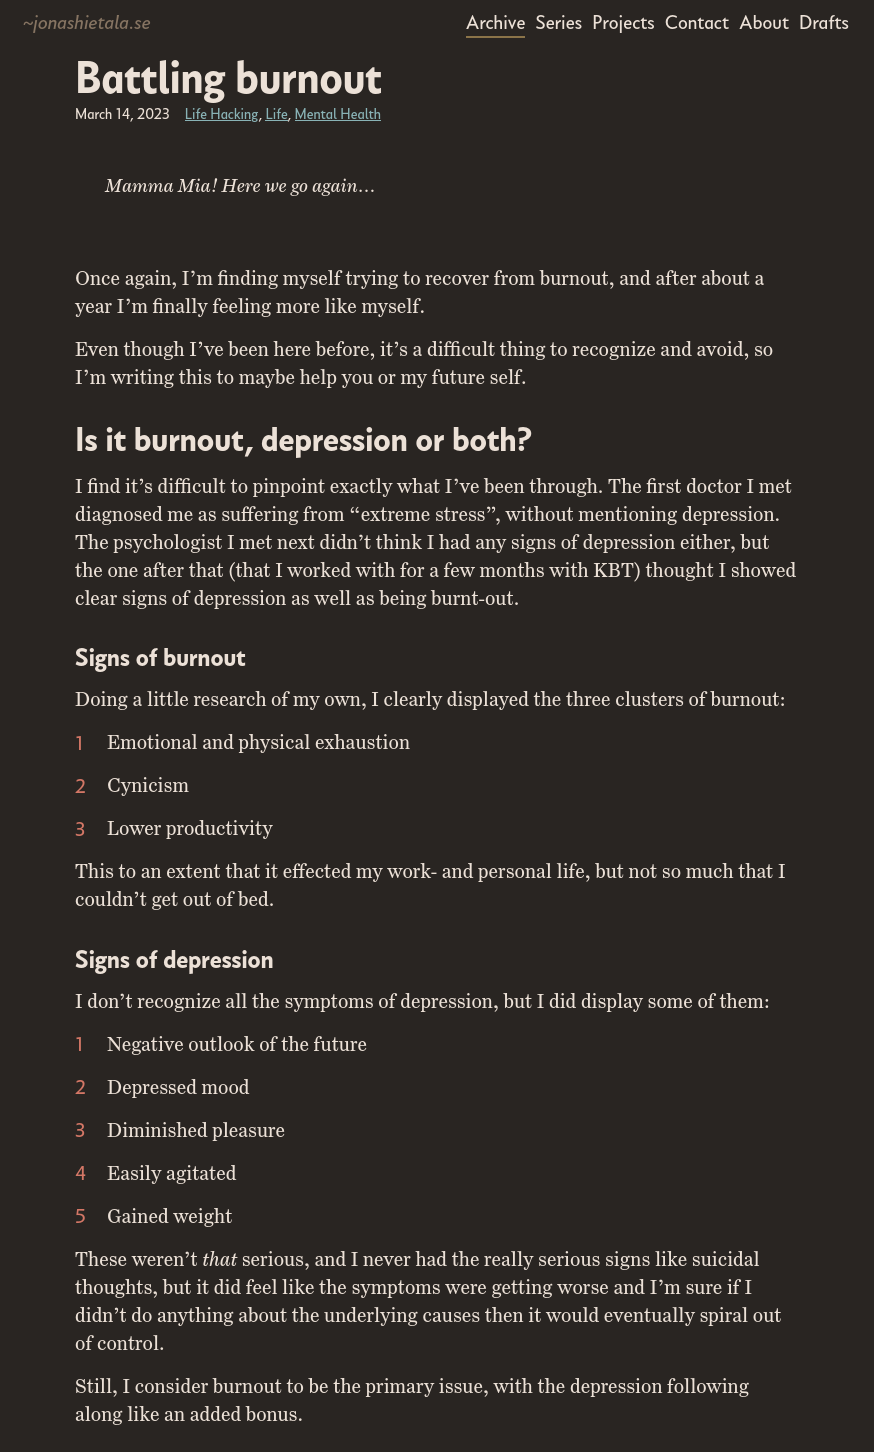 ~jonashietala.se
Archive Series Projects Contact About Drafts
Battling burnout
March 14, 2023 Life Hacking, Life, Mental Health
Mamma Mia! Here we go again…
Once again, I’m finding myself trying to recover from burnout, and after about a
year I’m finally feeling more like myself.
Even though I’ve been here before, it’s a difficult thing to recognize and avoid, so
I’m writing this to maybe help you or my future self.
Is it burnout, depression or both?
I find it’s difficult to pinpoint exactly what I’ve been through. The first doctor I met
diagnosed me as suffering from “extreme stress”, without mentioning depression.
The psychologist I met next didn’t think I had any signs of depression either, but
the one after that (that I worked with for a few months with KBT) thought I showed
clear signs of depression as well as being burnt-out.
Signs of burnout
Doing a little research of my own, I clearly displayed the three clusters of burnout:
1 Emotional and physical exhaustion
2 Cynicism
3 Lower productivity
This to an extent that it effected my work- and personal life, but not so much that I
couldn’t get out of bed.
Signs of depression
I don’t recognize all the symptoms of depression, but I did display some of them:
1 Negative outlook of the future
2 Depressed mood
3 Diminished pleasure
4 Easily agitated
5 Gained weight
These weren’t that serious, and I never had the really serious signs like suicidal
thoughts, but it did feel like the symptoms were getting worse and I’m sure if I
didn’t do anything about the underlying causes then it would eventually spiral out
of control.
Still, I consider burnout to be the primary issue, with the depression following
along like an added bonus.